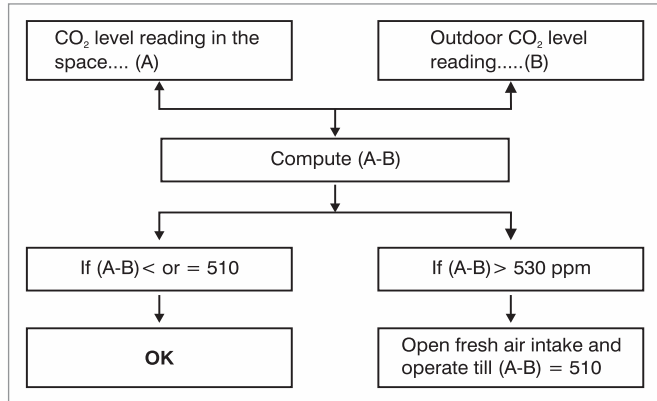 CO₂ level reading in the
space.... (A)
Outdoor CO₂ level
reading.....(B)
Compute (A-B)
If (A-B)< or = 510
If (A-B)> 530 ppm
OK
Open fresh air intake and
operate till (A-B) = 510